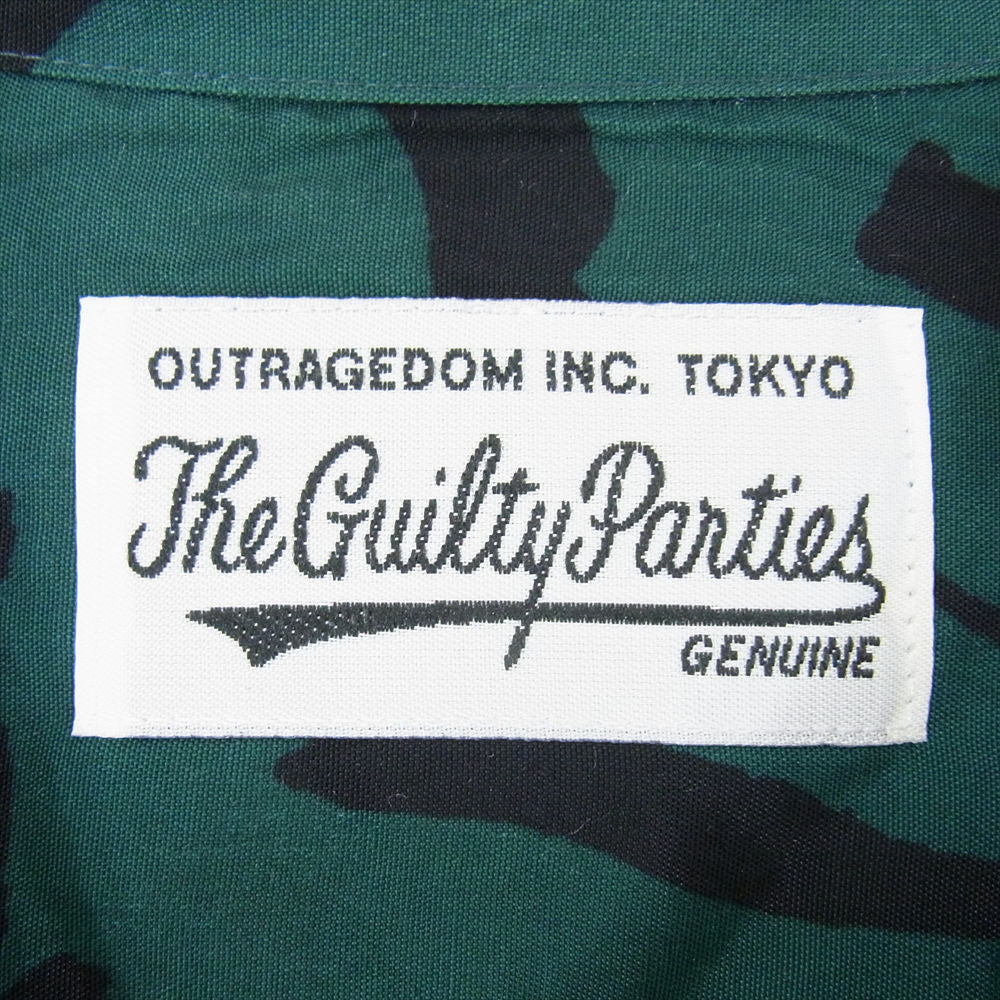 OUTRAGEDOM INC. TOKYO
The Guilty Parties
GENUINE